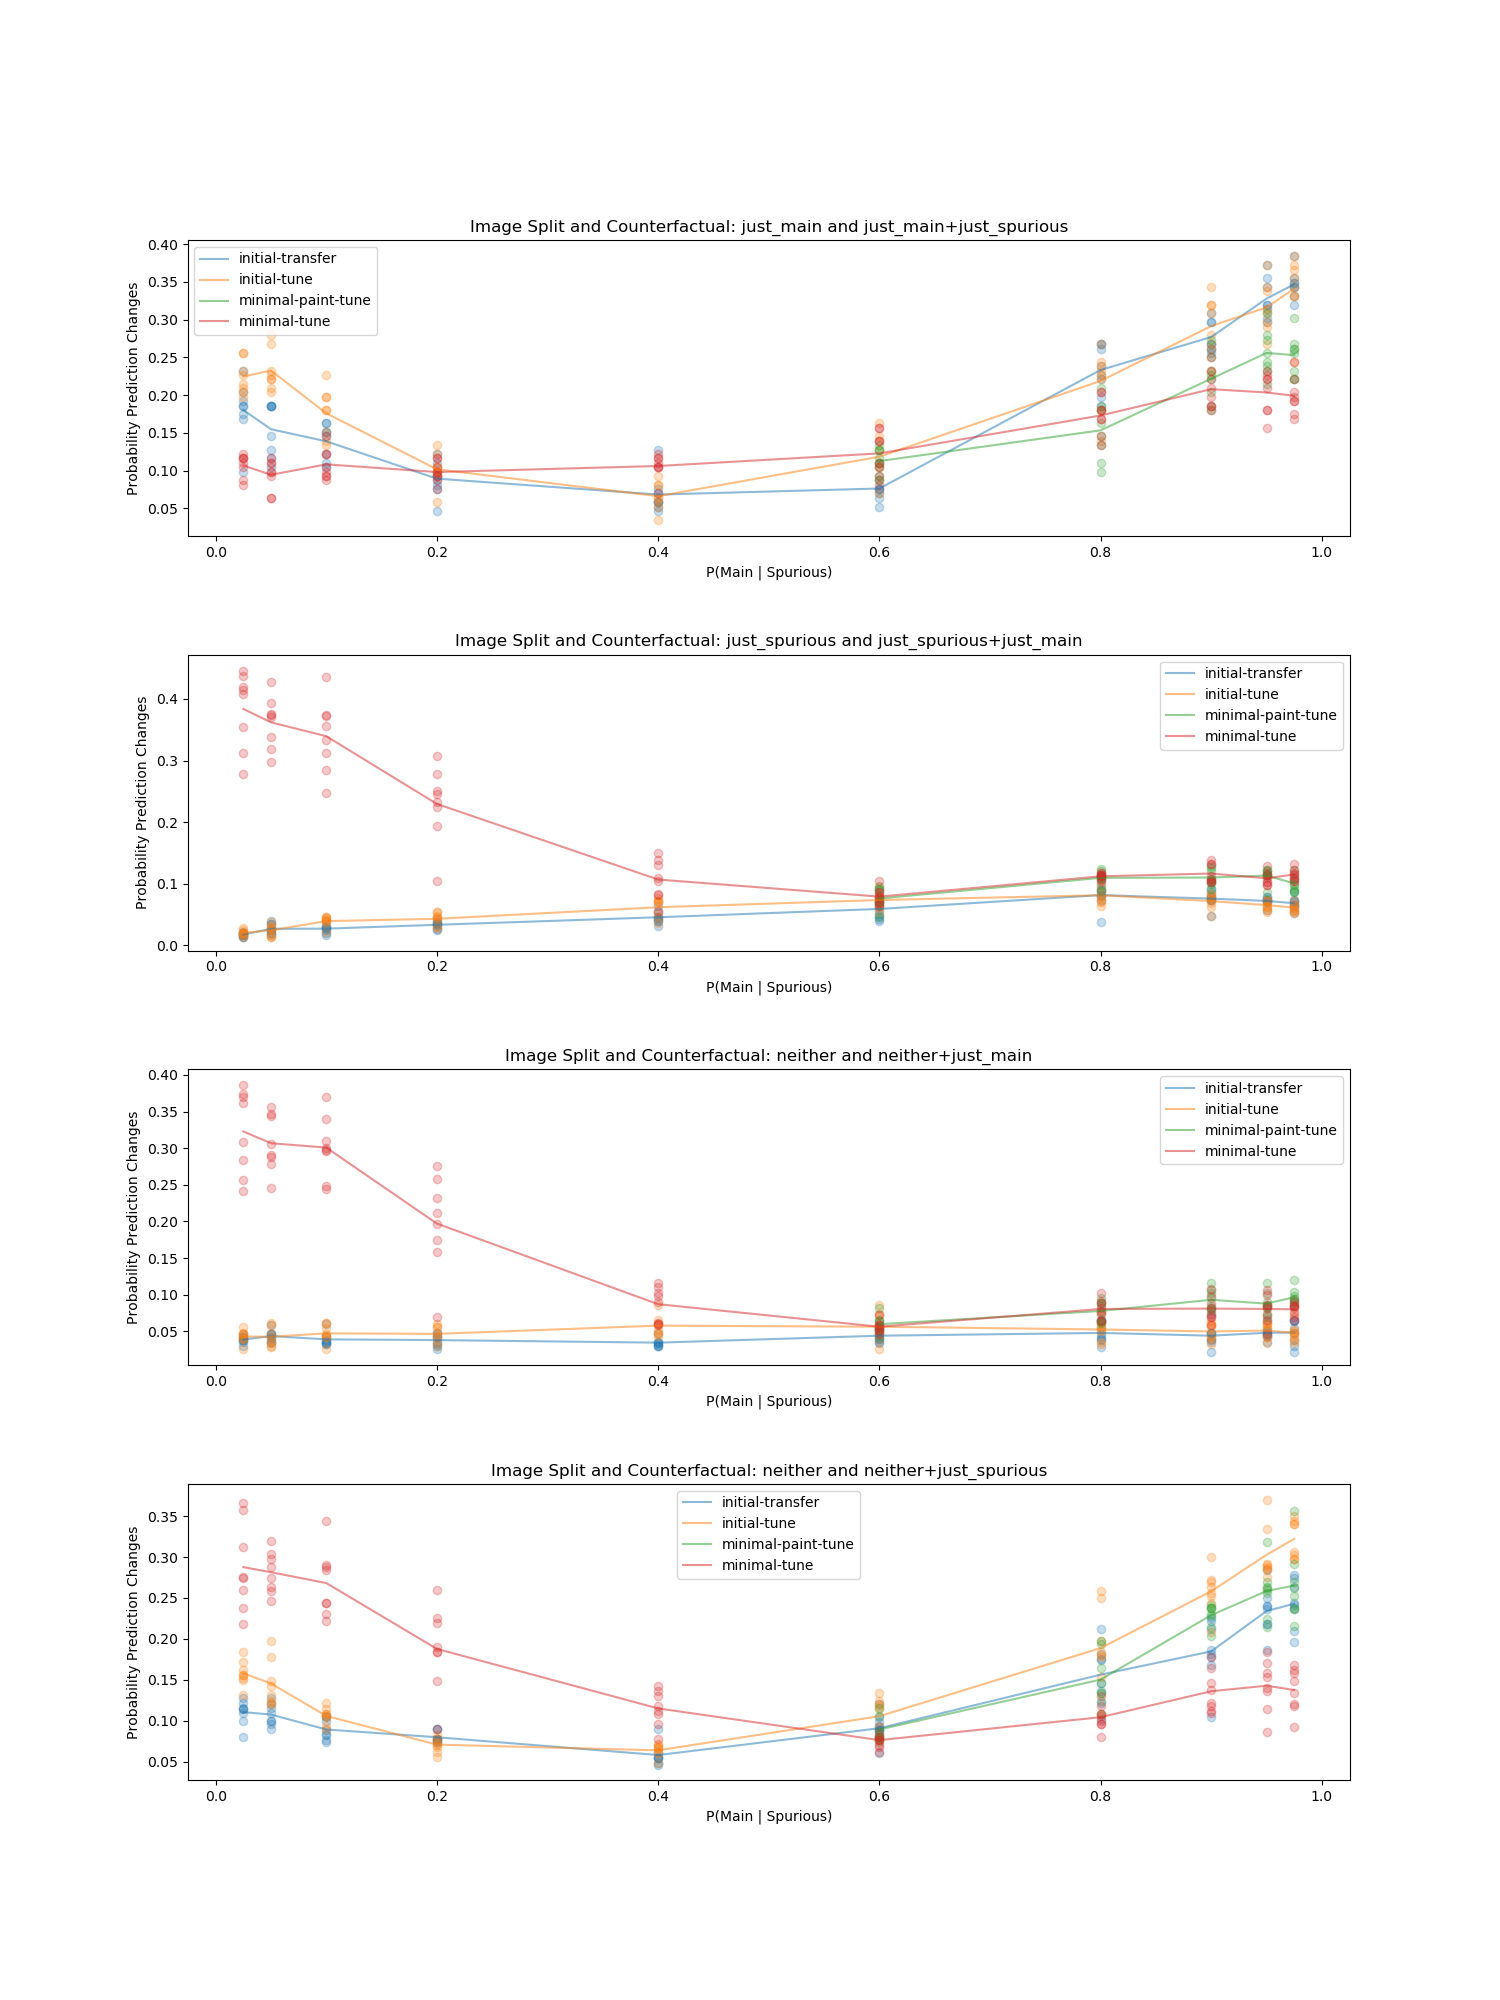 Image Split and Counterfactual: just_main and just_main+just_spurious
Probability Prediction Changes
0.40
0.35
0.30
0.25
0.20
0.15
0.10
0.05
initial-transfer
initial-tune
minimal-paint-tune
minimal-tune
0.0 0.2 0.4 0.6 0.8 1.0
P(Main | Spurious)
Image Split and Counterfactual: just_spurious and just_spurious+just_main
Probability Prediction Changes
0.4
0.3
0.2
0.1
0.0
initial-transfer
initial-tune
minimal-paint-tune
minimal-tune
0.0 0.2 0.4 0.6 0.8 1.0
P(Main | Spurious)
Image Split and Counterfactual: neither and neither+just_main
Probability Prediction Changes
0.40
0.35
0.30
0.25
0.20
0.15
0.10
0.05
initial-transfer
initial-tune
minimal-paint-tune
minimal-tune
0.0 0.2 0.4 0.6 0.8 1.0
P(Main | Spurious)
Image Split and Counterfactual: neither and neither+just_spurious
Probability Prediction Changes
0.35
0.30
0.25
0.20
0.15
0.10
0.05
initial-transfer
initial-tune
minimal-paint-tune
minimal-tune
0.0 0.2 0.4 0.6 0.8 1.0
P(Main | Spurious)